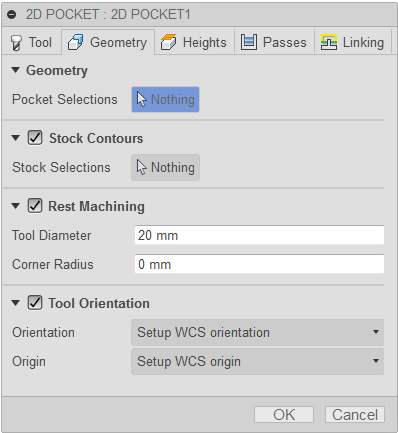 2D POCKET : 2D POCKET1
Tool Geometry Heights Passes Linking
Geometry
Pocket Selections Nothing
Stock Contours
Stock Selections Nothing
Rest Machining
Tool Diameter 20 mm
Corner Radius 0 mm
Tool Orientation
Orientation Setup WCS orientation
Origin Setup WCS origin
OK Cancel